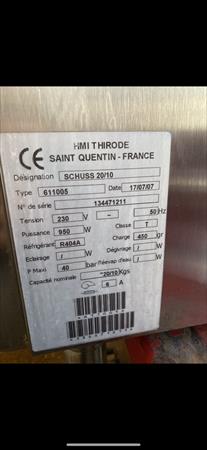 HMI THIRODE
CE SAINT QUENTIN - FRANCE
Désignation SCHUSS 20/10
Type 611005 Date 17/07/07
N° de série 134471211
Tension 230 V ~ 50 Hz
Puissance 950 W Classe T
Réfrigérant R404A Charge 450 gr
Eclairage / W Dégivrage / W
P Maxi 40 bar Réevap d'eau / W
Capacité nominale "20/10 Kgs
6 A